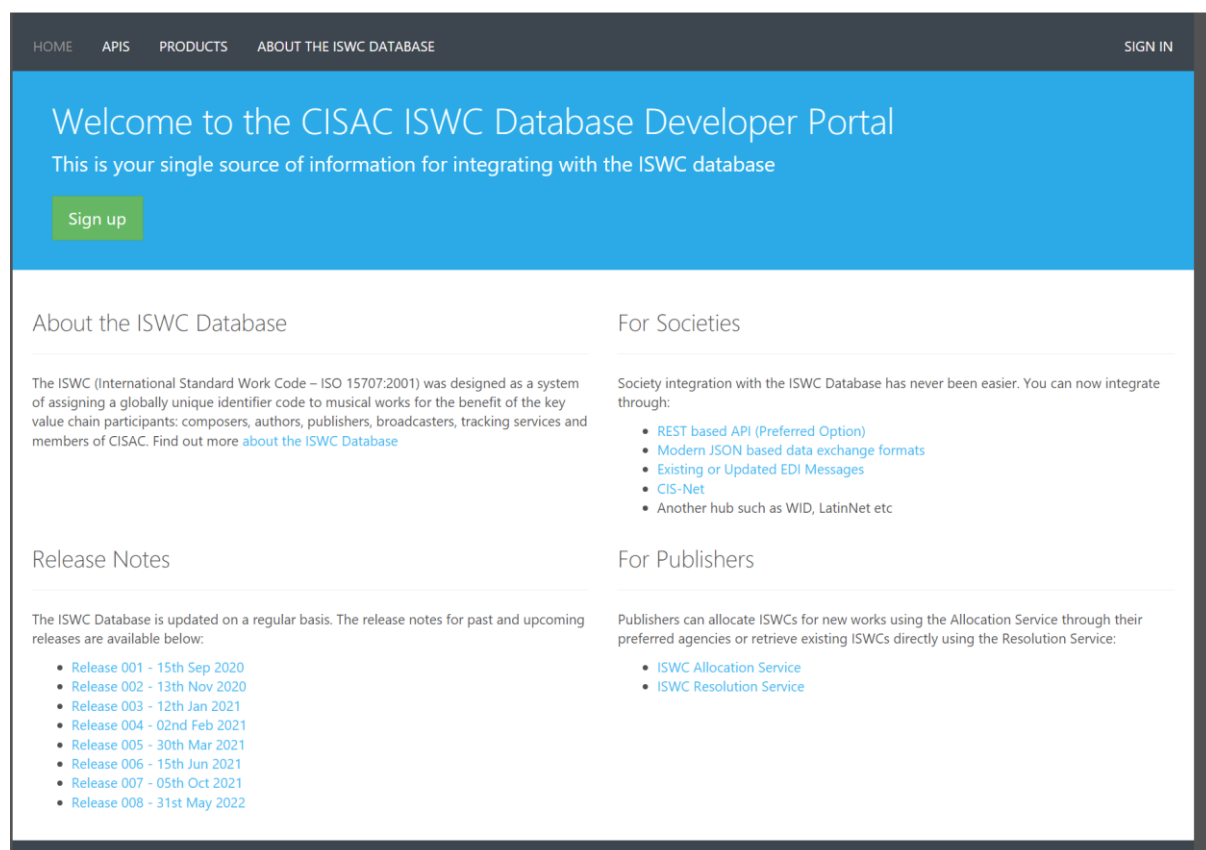 HOME APIS PRODUCTS ABOUT THE ISWC DATABASE SIGN IN
Welcome to the CISAC ISWC Database Developer Portal
This is your single source of information for integrating with the ISWC database
Sign up
About the ISWC Database
The ISWC (International Standard Work Code – ISO 15707:2001) was designed as a system
of assigning a globally unique identifier code to musical works for the benefit of the key
value chain participants: composers, authors, publishers, broadcasters, tracking services and
members of CISAC. Find out more about the ISWC Database
For Societies
Society integration with the ISWC Database has never been easier. You can now integrate
through:
• REST based API (Preferred Option)
• Modern JSON based data exchange formats
• Existing or Updated EDI Messages
• CIS-Net
• Another hub such as WID, LatinNet etc
Release Notes
The ISWC Database is updated on a regular basis. The release notes for past and upcoming
releases are available below:
• Release 001 - 15th Sep 2020
• Release 002 - 13th Nov 2020
• Release 003 - 12th Jan 2021
• Release 004 - 02nd Feb 2021
• Release 005 - 30th Mar 2021
• Release 006 - 15th Jun 2021
• Release 007 - 05th Oct 2021
• Release 008 - 31st May 2022
For Publishers
Publishers can allocate ISWCs for new works using the Allocation Service through their
preferred agencies or retrieve existing ISWCs directly using the Resolution Service:
• ISWC Allocation Service
• ISWC Resolution Service